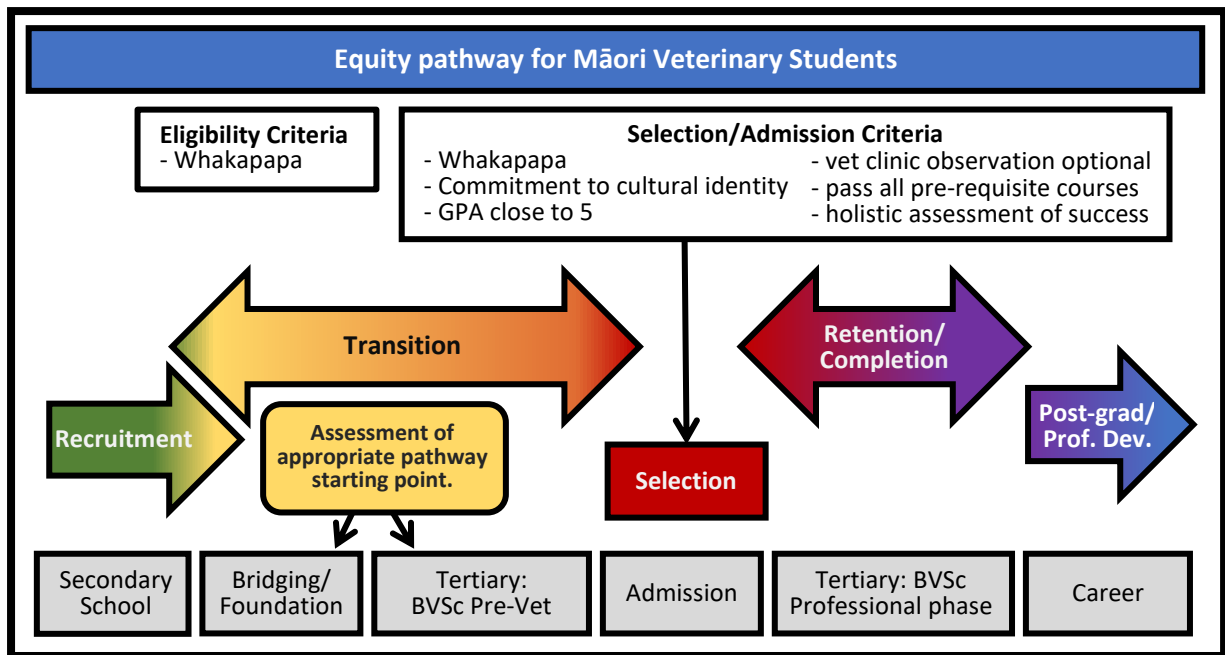 Equity pathway for Māori Veterinary Students
Eligibility Criteria
- Whakapapa
Selection/Admission Criteria
- Whakapapa
- Commitment to cultural identity
- GPA close to 5
- vet clinic observation optional
- pass all pre-requisite courses
- holistic assessment of success
Transition
Retention/
Completion
Recruitment
Assessment of
appropriate pathway
starting point.
Selection
Post-grad/
Prof. Dev.
Secondary
School
Bridging/
Foundation
Tertiary:
BVSc Pre-Vet
Admission
Tertiary: BVSc
Professional phase
Career